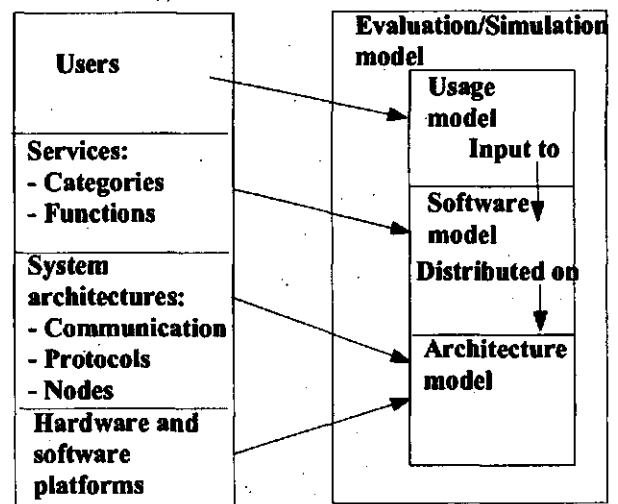 Users
Services:
- Categories
- Functions
System
architectures:
- Communication
- Protocols
- Nodes
Hardware and
software
platforms
Evaluation/Simulation
model
Usage
model
Input to
Software
model
Distributed on
Architecture
model